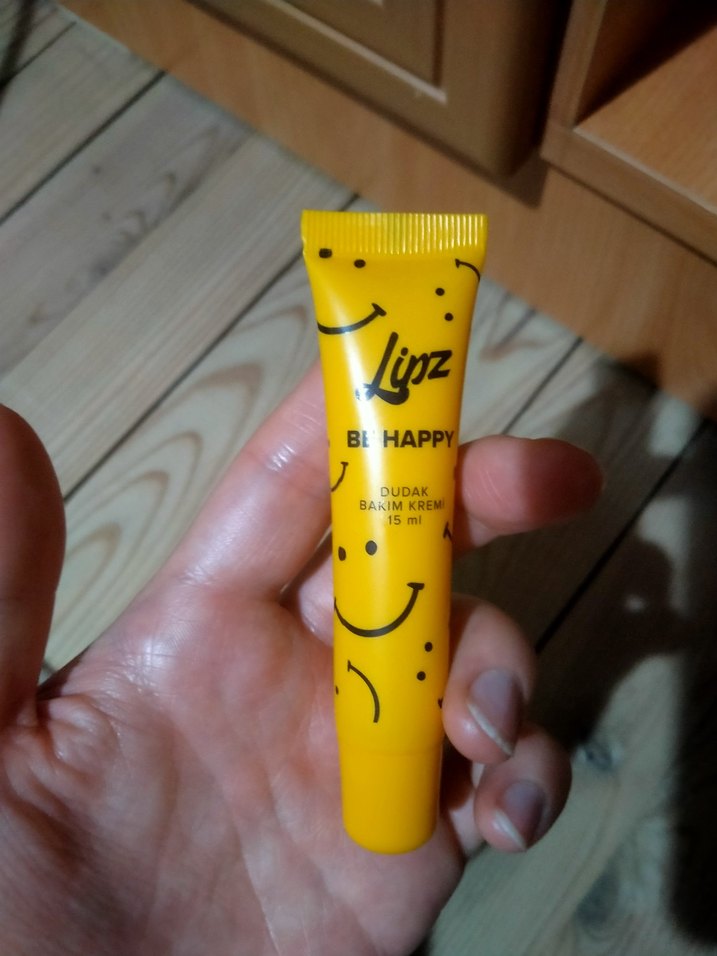 Lipz
BE HAPPY
DUDAK
BAKIM KREMİ
15 ml